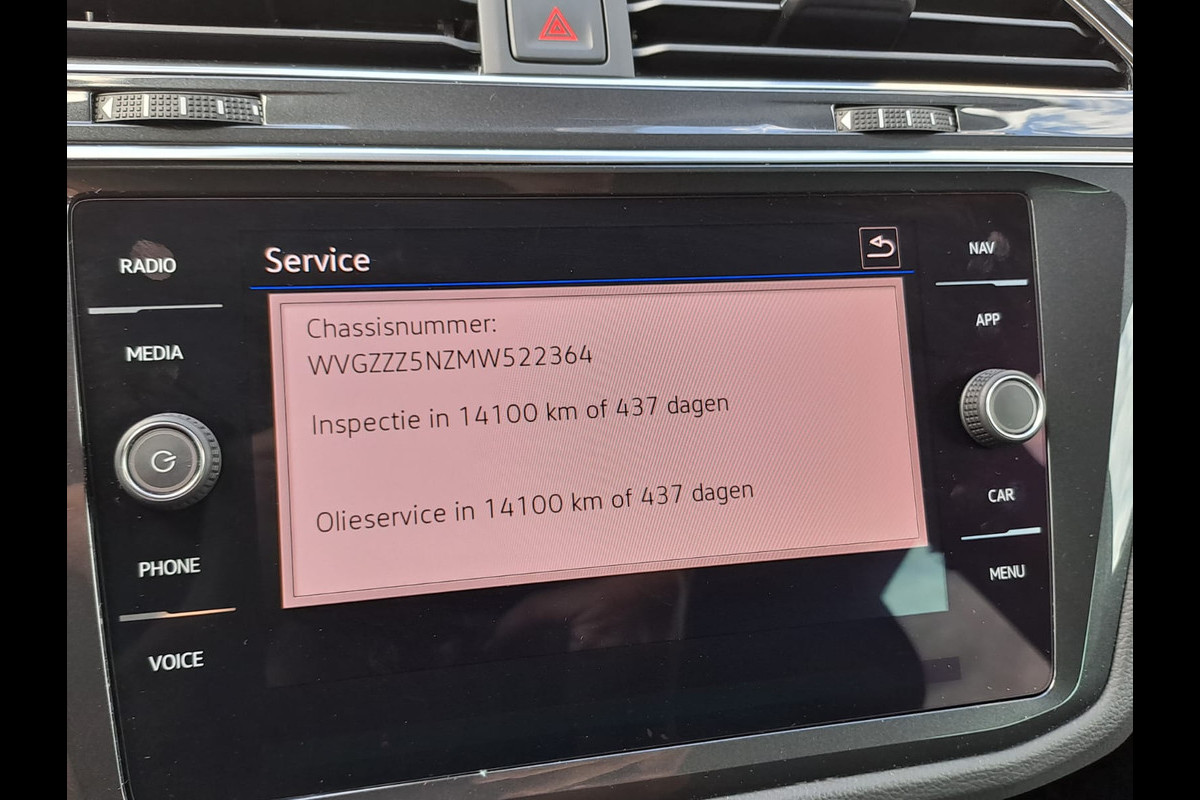 RADIO
MEDIA
PHONE
VOICE
Service
Chassisnummer:
WVGZZZ5NZMW522364
Inspectie in 14100 km of 437 dagen
Olieservice in 14100 km of 437 dagen
NAV
APP
CAR
MENU